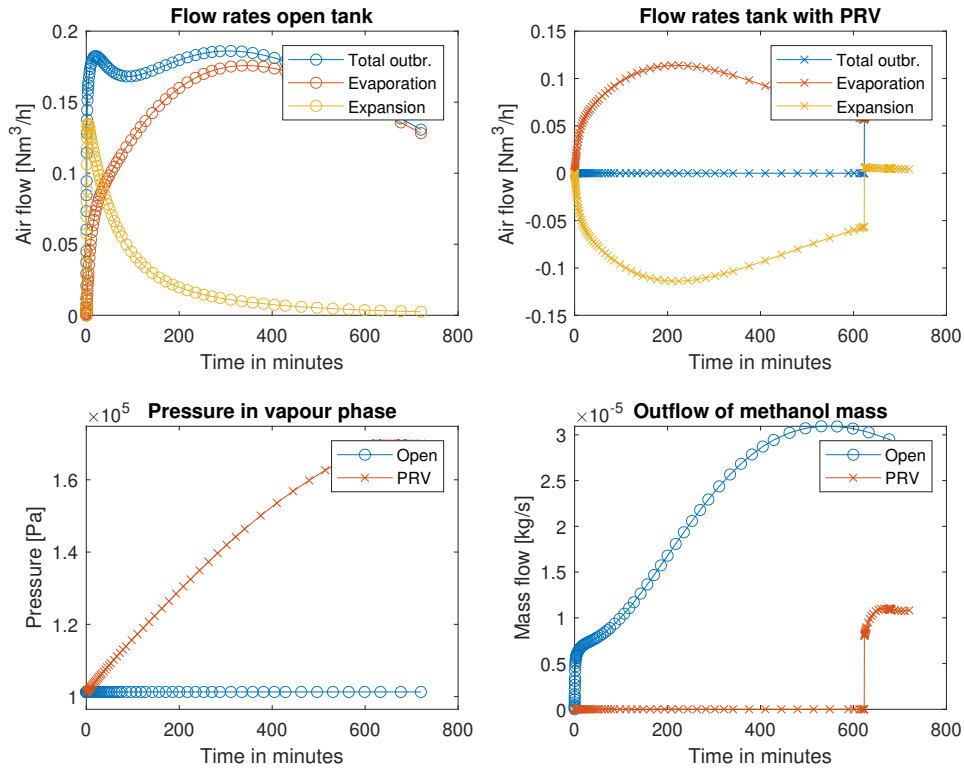 Flow rates open tank
0.2
0.15
0.1
0.05
0
Air flow [Nm³/h]
Total outbr.
Evaporation
Expansion
0 200 400 600 800
Time in minutes
Flow rates tank with PRV
0.15
0.1
0.05
0
-0.05
-0.1
-0.15
Air flow [Nm³/h]
Total outbr.
Evaporation
Expansion
0 200 400 600 800
Time in minutes
×10⁵
Pressure in vapour phase
1.6
1.4
1.2
1
Pressure [Pa]
Open
PRV
0 200 400 600 800
Time in minutes
×10⁻⁵
Outflow of methanol mass
3
2.5
2
1.5
1
0.5
0
Mass flow [kg/s]
Open
PRV
0 200 400 600 800
Time in minutes